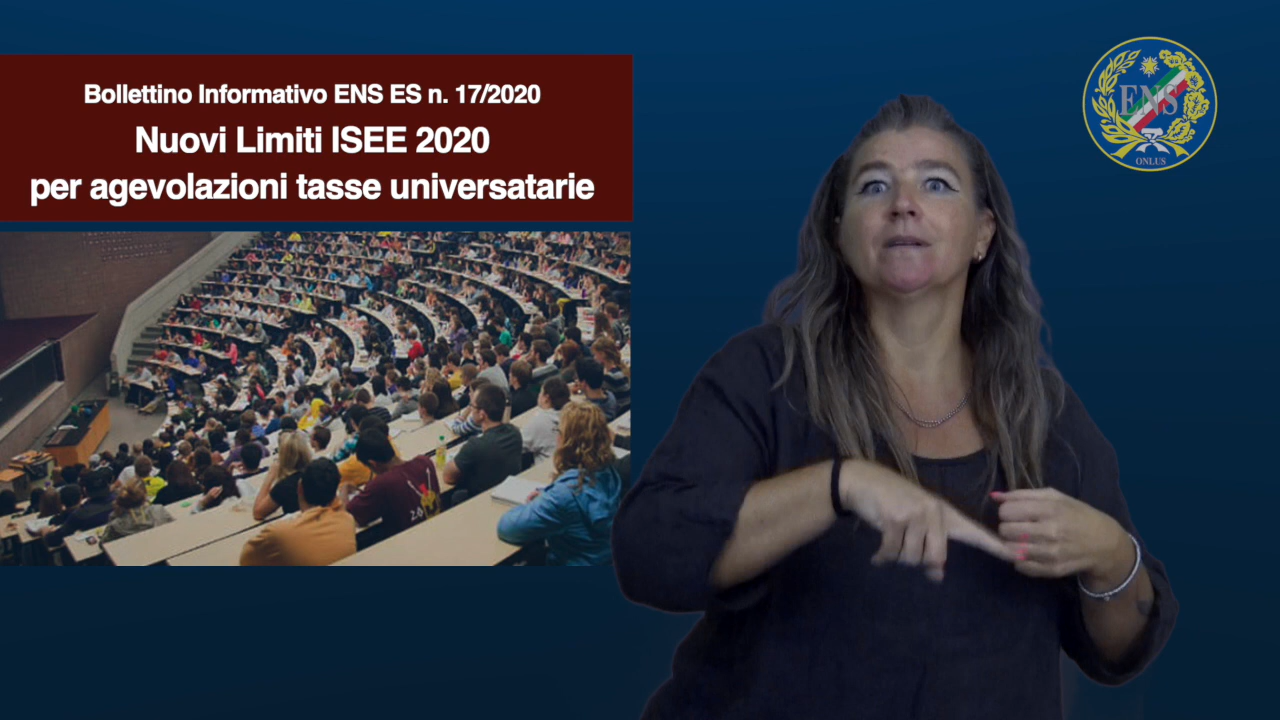 Bollettino Informativo ENS ES n. 17/2020
Nuovi Limiti ISEE 2020
per agevolazioni tasse universatarie
ENS
ONLUS